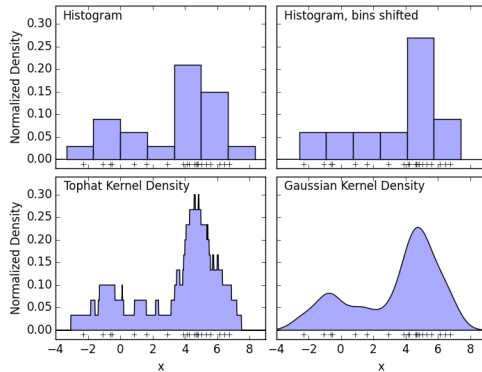 Histogram
Histogram, bins shifted
Normalized Density
0.30
0.25
0.20
0.15
0.10
0.05
0.00
Tophat Kernel Density
Gaussian Kernel Density
Normalized Density
0.30
0.25
0.20
0.15
0.10
0.05
0.00
−4 −2 0 2 4 6 8
−4 −2 0 2 4 6 8
x
x